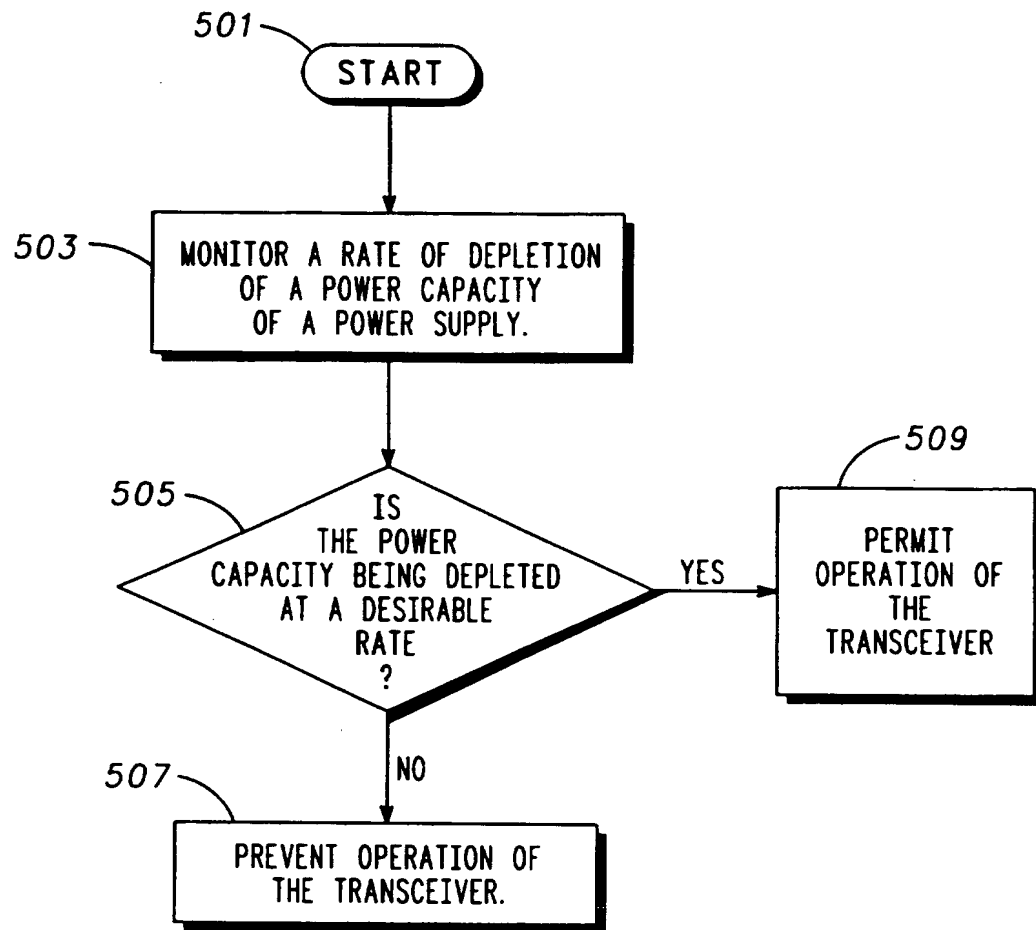 501
START
503
MONITOR A RATE OF DEPLETION
OF A POWER CAPACITY
OF A POWER SUPPLY.
505
IS
THE POWER
CAPACITY BEING DEPLETED
AT A DESIRABLE
RATE
?
YES
509
PERMIT
OPERATION OF
THE
TRANSCEIVER
NO
507
PREVENT OPERATION OF
THE TRANSCEIVER.